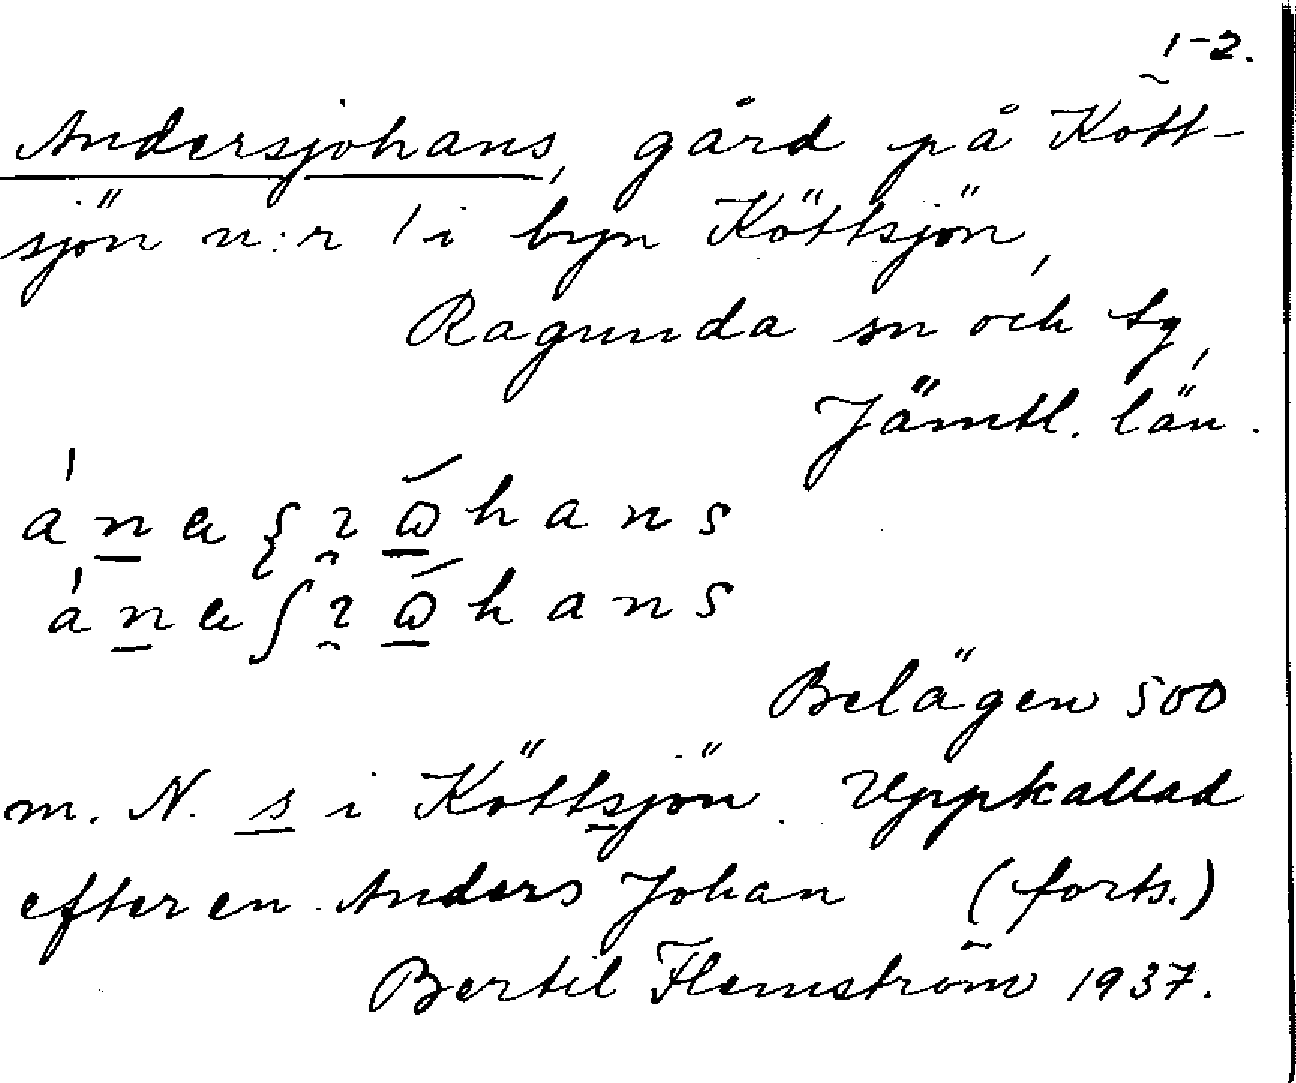 1-2.
Andersjohans, gård på Kött-
sjön n:r 1 i byn Köttsjön,
Ragunda sn och tg,
Jämtl. län.
Belägen 500
m. N. s i Köttsjön. Uppkallad
efter en Anders Johan (forts.)
Bertil Flemström 1937.